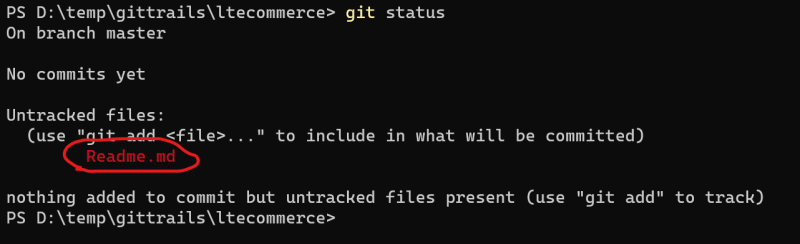 PS D:\temp\gittrails\ltecommerce> git status
On branch master
No commits yet
Untracked files:
(use "git add <file>..." to include in what will be committed)
Readme.md
nothing added to commit but untracked files present (use "git add" to track)
PS D:\temp\gittrails\ltecommerce>